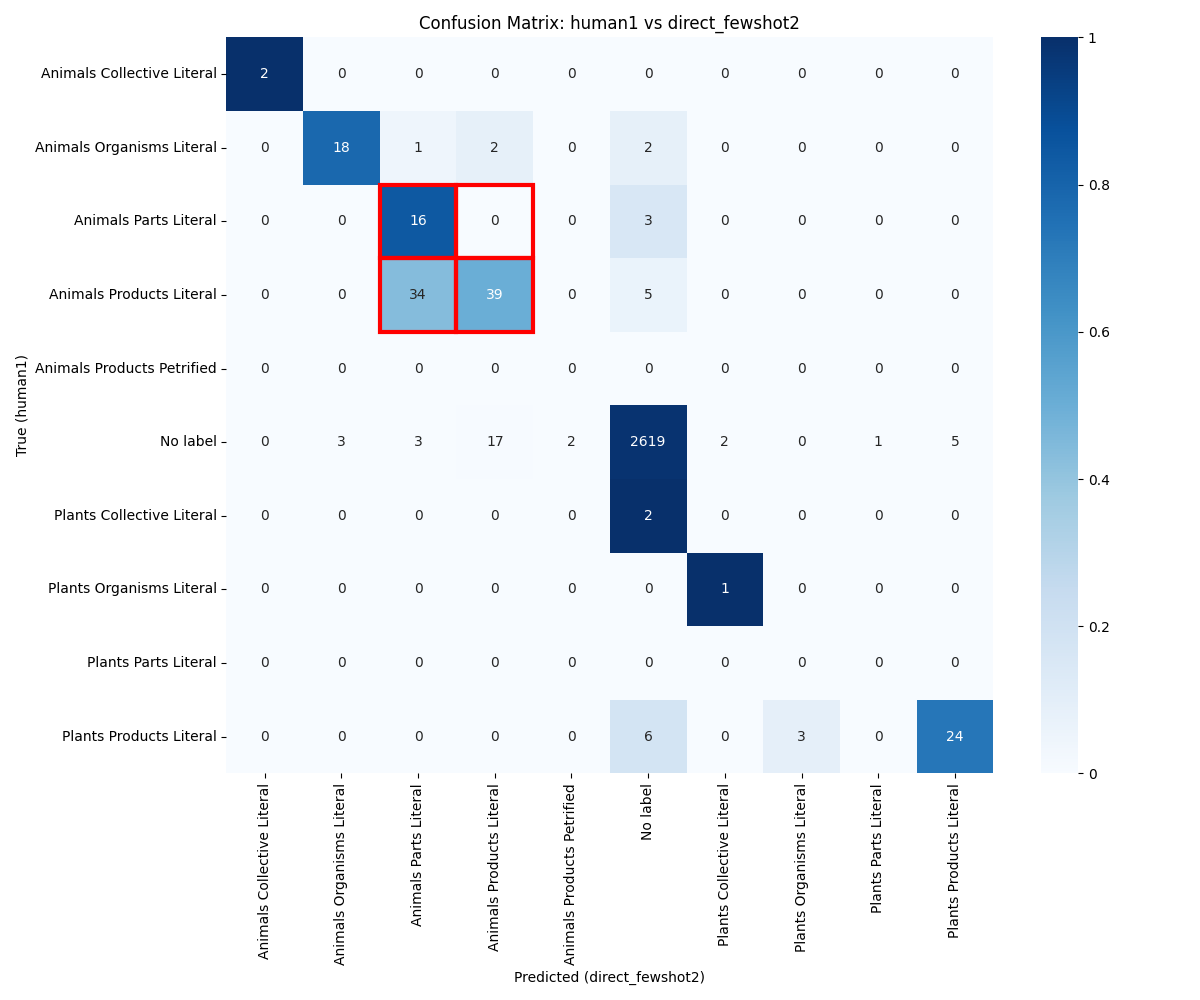 Confusion Matrix: human1 vs direct_fewshot2
Animals Collective Literal 2 0 0 0 0 0 0 0 0 0
Animals Organisms Literal 0 18 1 2 0 2 0 0 0 0
Animals Parts Literal 0 0 16 0 0 3 0 0 0 0
Animals Products Literal 0 0 34 39 0 5 0 0 0 0
Animals Products Petrified 0 0 0 0 0 0 0 0 0 0
No label 0 3 3 17 2 2619 2 0 1 5
Plants Collective Literal 0 0 0 0 0 2 0 0 0 0
Plants Organisms Literal 0 0 0 0 0 0 1 0 0 0
Plants Parts Literal 0 0 0 0 0 0 0 0 0 0
Plants Products Literal 0 0 0 0 0 6 0 3 0 24
True (human1)
Animals Collective Literal
Animals Organisms Literal
Animals Parts Literal
Animals Products Literal
Animals Products Petrified
No label
Plants Collective Literal
Plants Organisms Literal
Plants Parts Literal
Plants Products Literal
Predicted (direct_fewshot2)
1
0.8
0.6
0.4
0.2
0